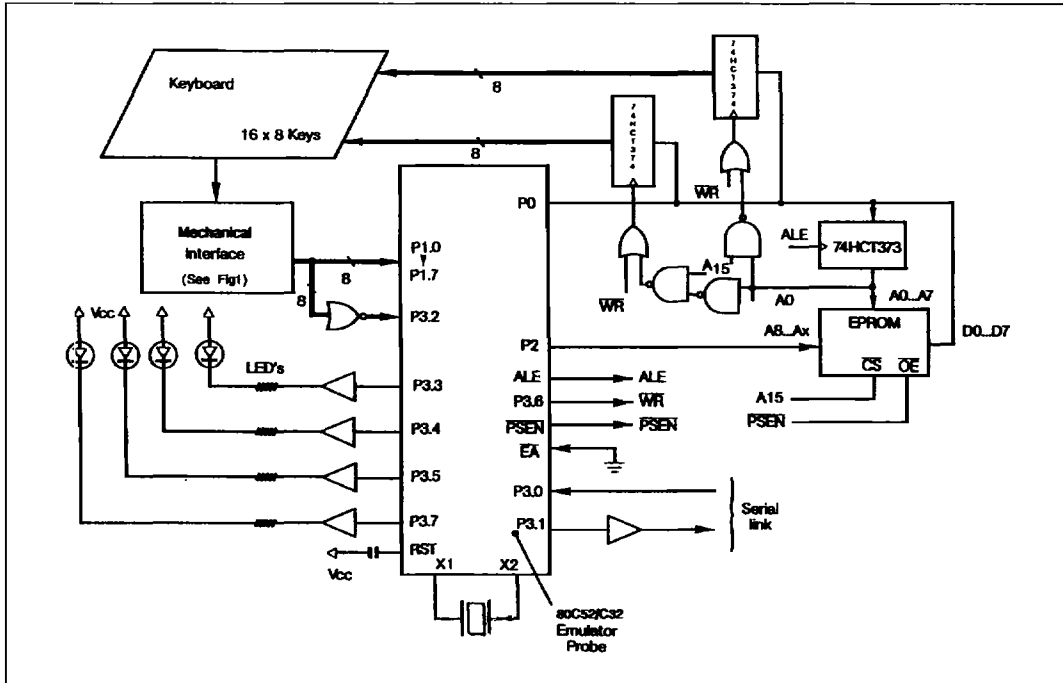 Keyboard
16 x 8 Keys
8
8
74HCT374
74HCT374
WR
P0
Mechanical
Interface
(See Fig1)
8
8
P1.0
P1.7
P3.2
WR
A15
A0
ALE
74HCT373
A0...A7
EPROM
D0...D7
CS
OE
P2
A8...Ax
A15
PSEN
Vcc
LED's
P3.3
P3.4
P3.5
P3.7
RST
Vcc
X1
X2
ALE
ALE
P3.6
WR
PSEN
PSEN
EA
P3.0
P3.1
Serial
link
80C52/C32
Emulator
Probe